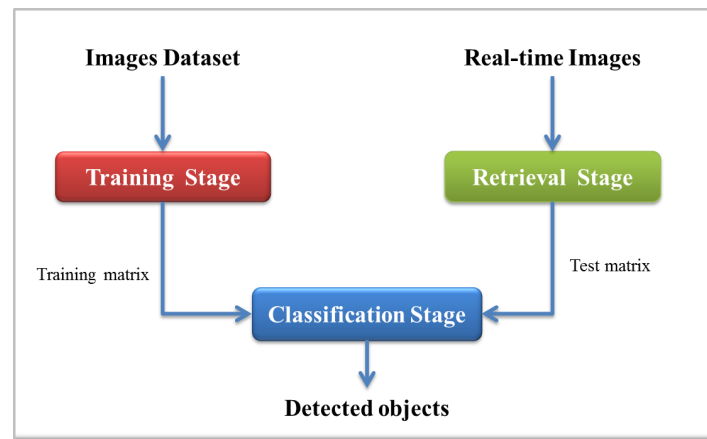 Images Dataset
Real-time Images
Training Stage
Retrieval Stage
Training matrix
Test matrix
Classification Stage
Detected objects